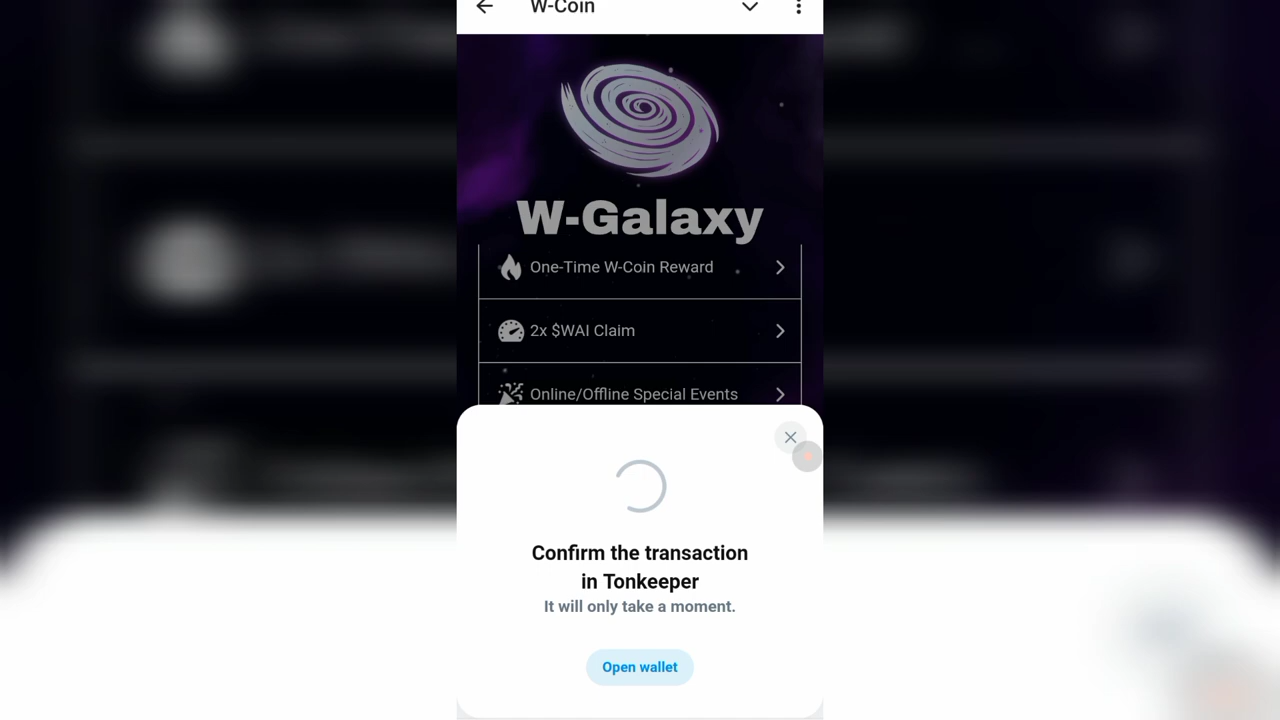 W-Coin
W-Galaxy
One-Time W-Coin Reward
2x $WAI Claim
Online/Offline Special Events
Confirm the transaction
in Tonkeeper
It will only take a moment.
Open wallet